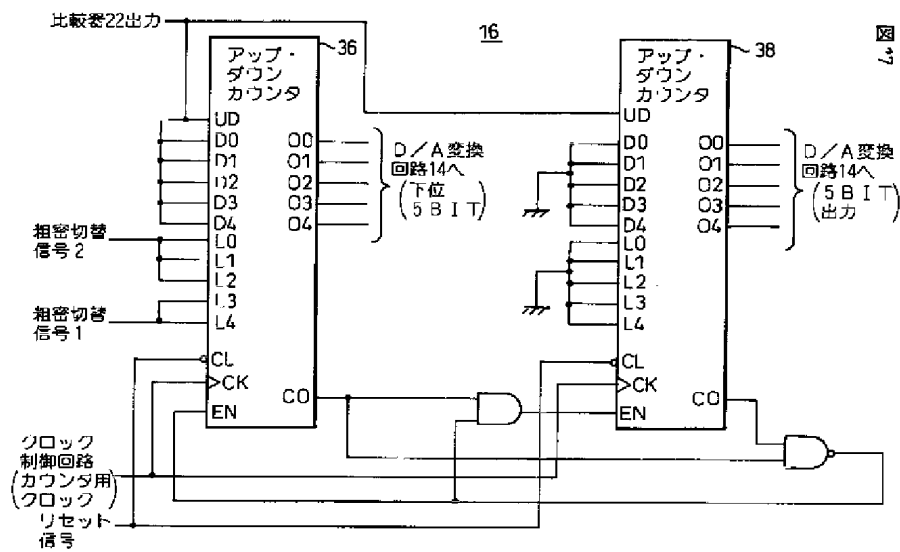 比較器22出力
16
図7
36
アップ・
ダウン
カウンタ
UD
D0
D1
D2
D3
D4
L0
L1
L2
L3
L4
CL
CK
EN
O0
O1
O2
O3
O4
CO
D/A変換
回路14へ
(下位
5BIT)
粗密切替
信号2
粗密切替
信号1
クロック
制御回路
(カウンタ用
クロック)
リセット
信号
38
アップ・
ダウン
カウンタ
UD
D0
D1
D2
D3
D4
L0
L1
L2
L3
L4
CL
CK
EN
O0
O1
O2
O3
O4
CO
D/A変換
回路14へ
(5BIT)
出力